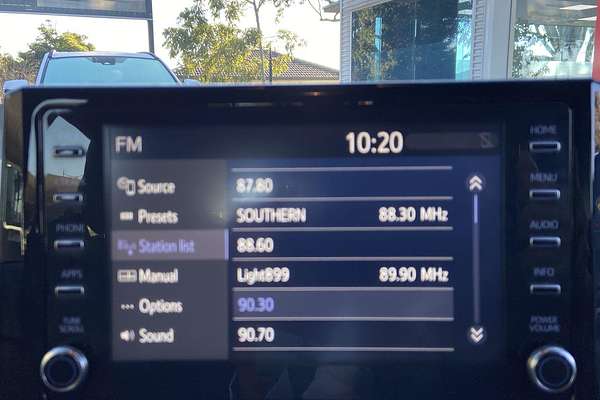 FM 10:20
HOME
Source 87.80
MENU
Presets SOUTHERN 88.30 MHz
PHONE Station list 88.60 AUDIO
Manual Light899 89.90 MHz
APPS INFO
Options 90.30
TUNE SCROLL POWER VOLUME
Sound 90.70